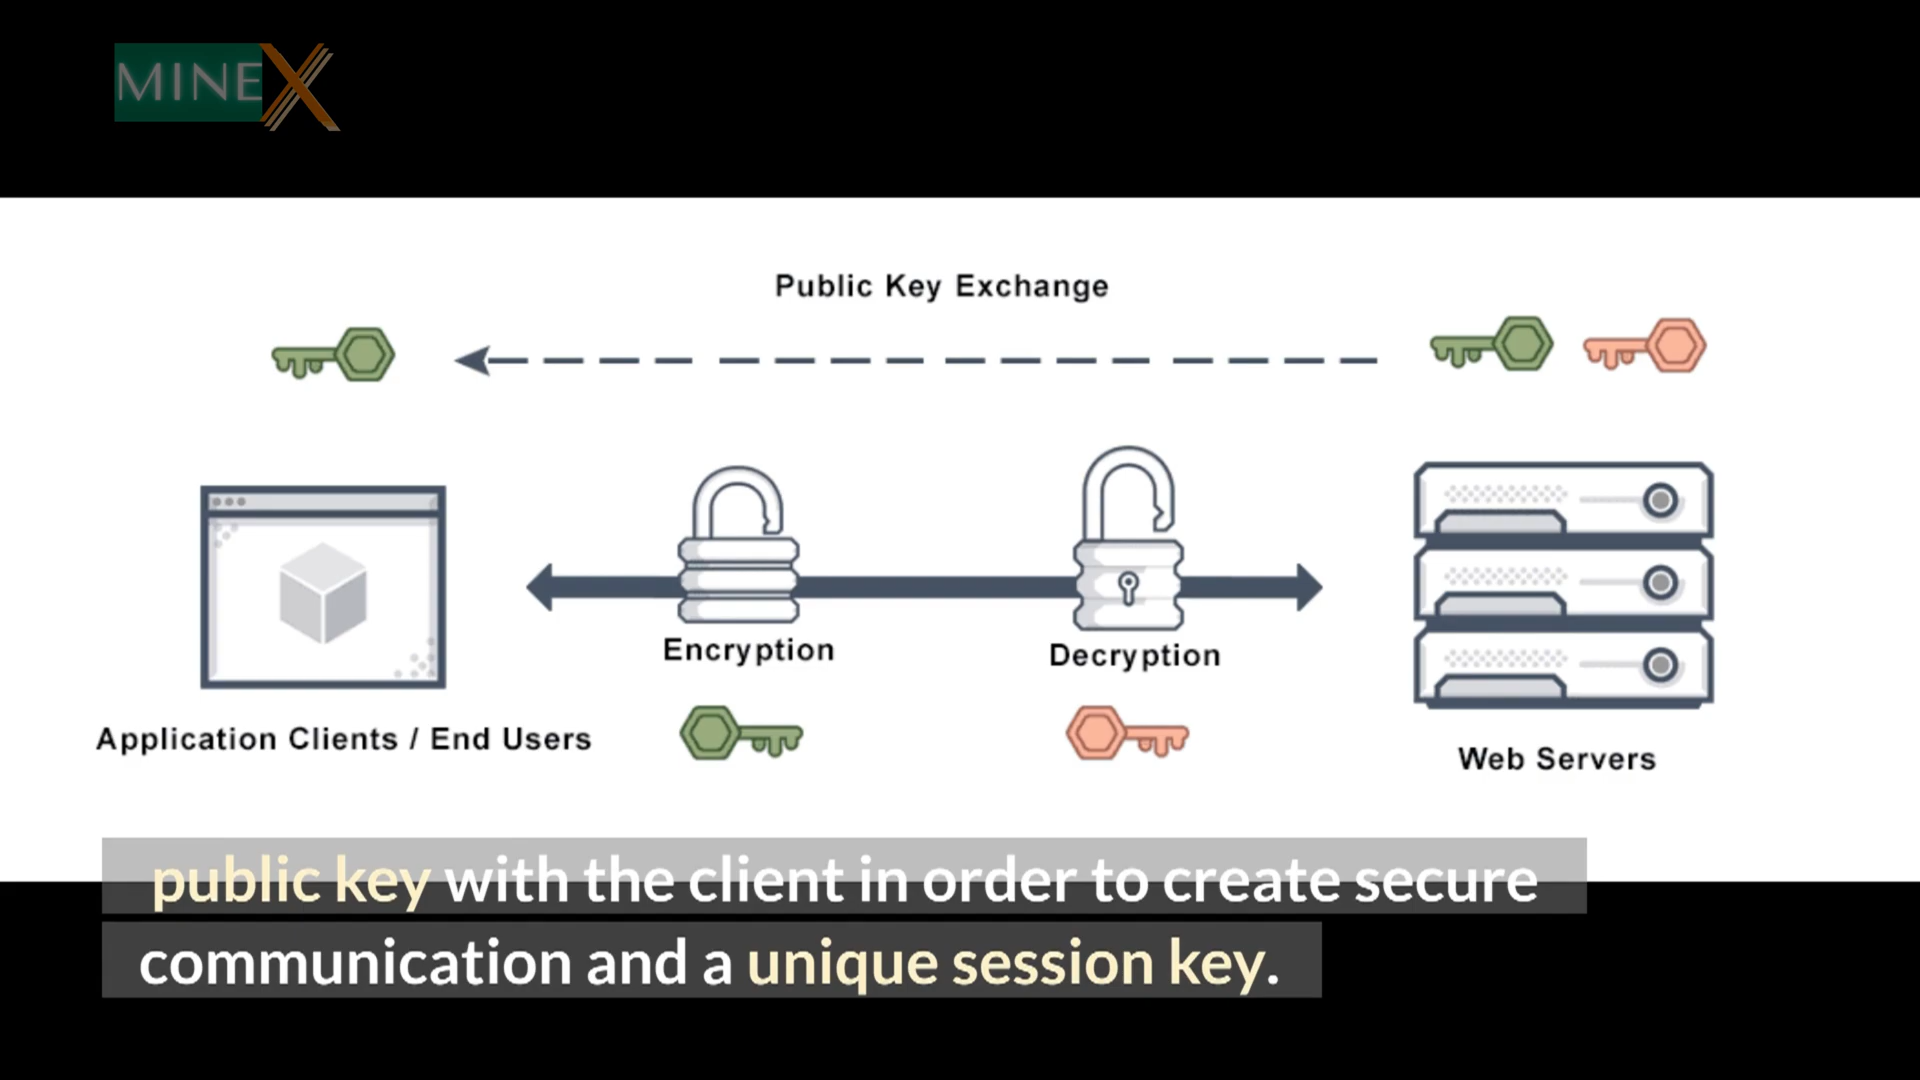 MINEX
Public Key Exchange
Encryption
Decryption
Application Clients / End Users
Web Servers
public key with the client in order to create secure
communication and a unique session key.